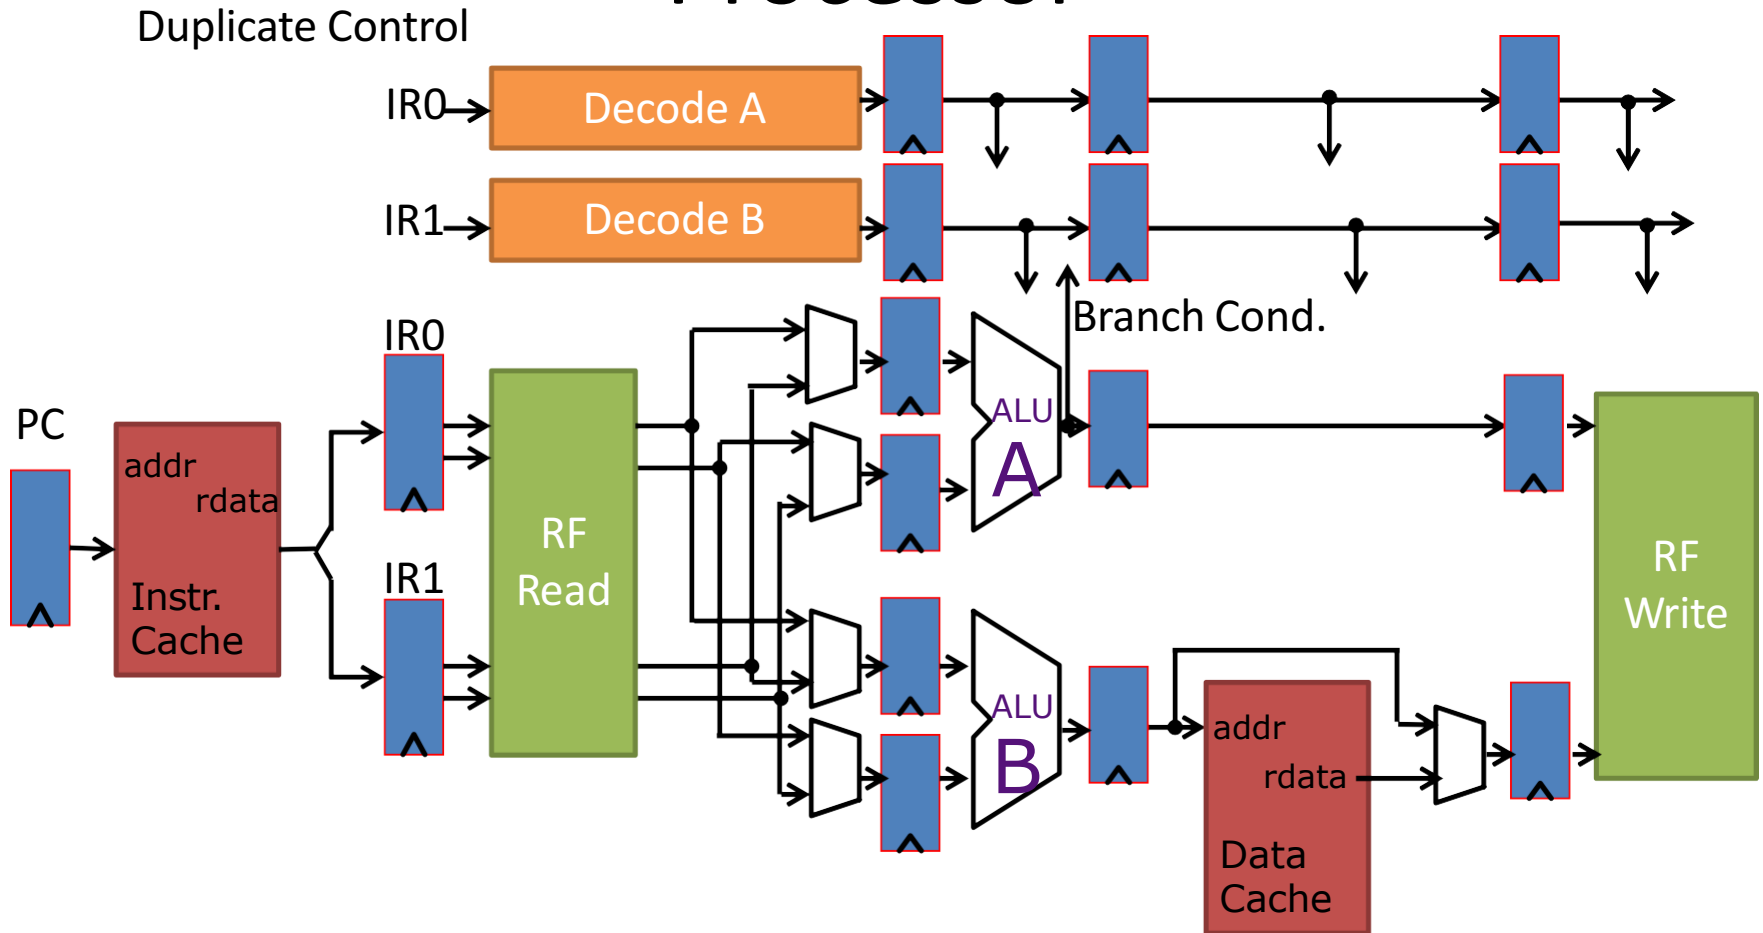 Processor
Duplicate Control
IR0
Decode A
IR1
Decode B
Branch Cond.
IR0
PC
addr
rdata
Instr.
Cache
IR1
RF
Read
ALU
A
ALU
B
addr
rdata
Data
Cache
RF
Write